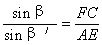 sin β / sin β ′ = FC / AE